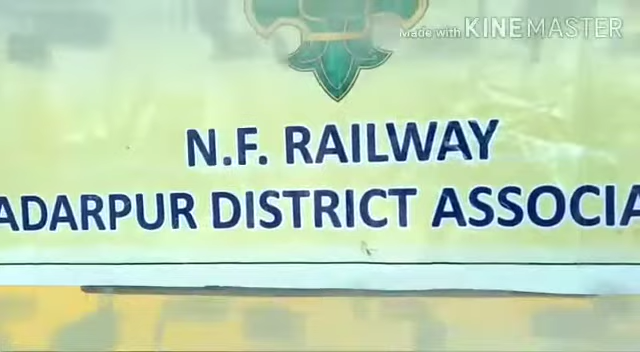 Made with KINEMASTER
N.F. RAILWAY
ADARPUR DISTRICT ASSOCIA